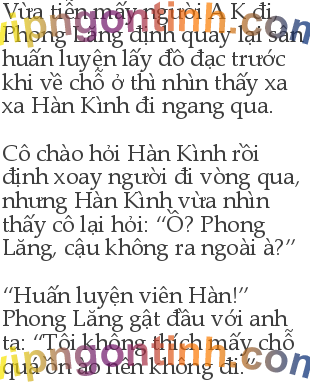 Vừa tiễn mấy người A K đi,
Phong Lăng định quay lại sân
huấn luyện lấy đồ đạc trước
khi về chỗ ở thì nhìn thấy xa
xa Hàn Kình đi ngang qua.
Cô chào hỏi Hàn Kình rồi
định xoay người đi vòng qua,
nhưng Hàn Kình vừa nhìn
thấy cô lại hỏi: “Ồ? Phong
Lăng, cậu không ra ngoài à?”
“Huấn luyện viên Hàn!”
Phong Lăng gật đầu với anh
ta: “Tôi không thích mấy chỗ
quá ồn ào nên không đi.”
vipngontinh.com
vipngontinh.com